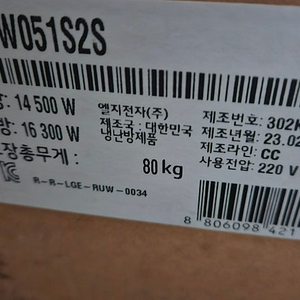 W051S2S
: 14 500 W
방: 16 300 W
장총무게 :
80 kg
엘지전자(주)
제조국 : 대한민국
냉난방제품
제조번호: 302K
제조년월: 23.02
제조라인: CC
사용전압: 220 V
R-R-LGE-RUW-0034
8 806098 421